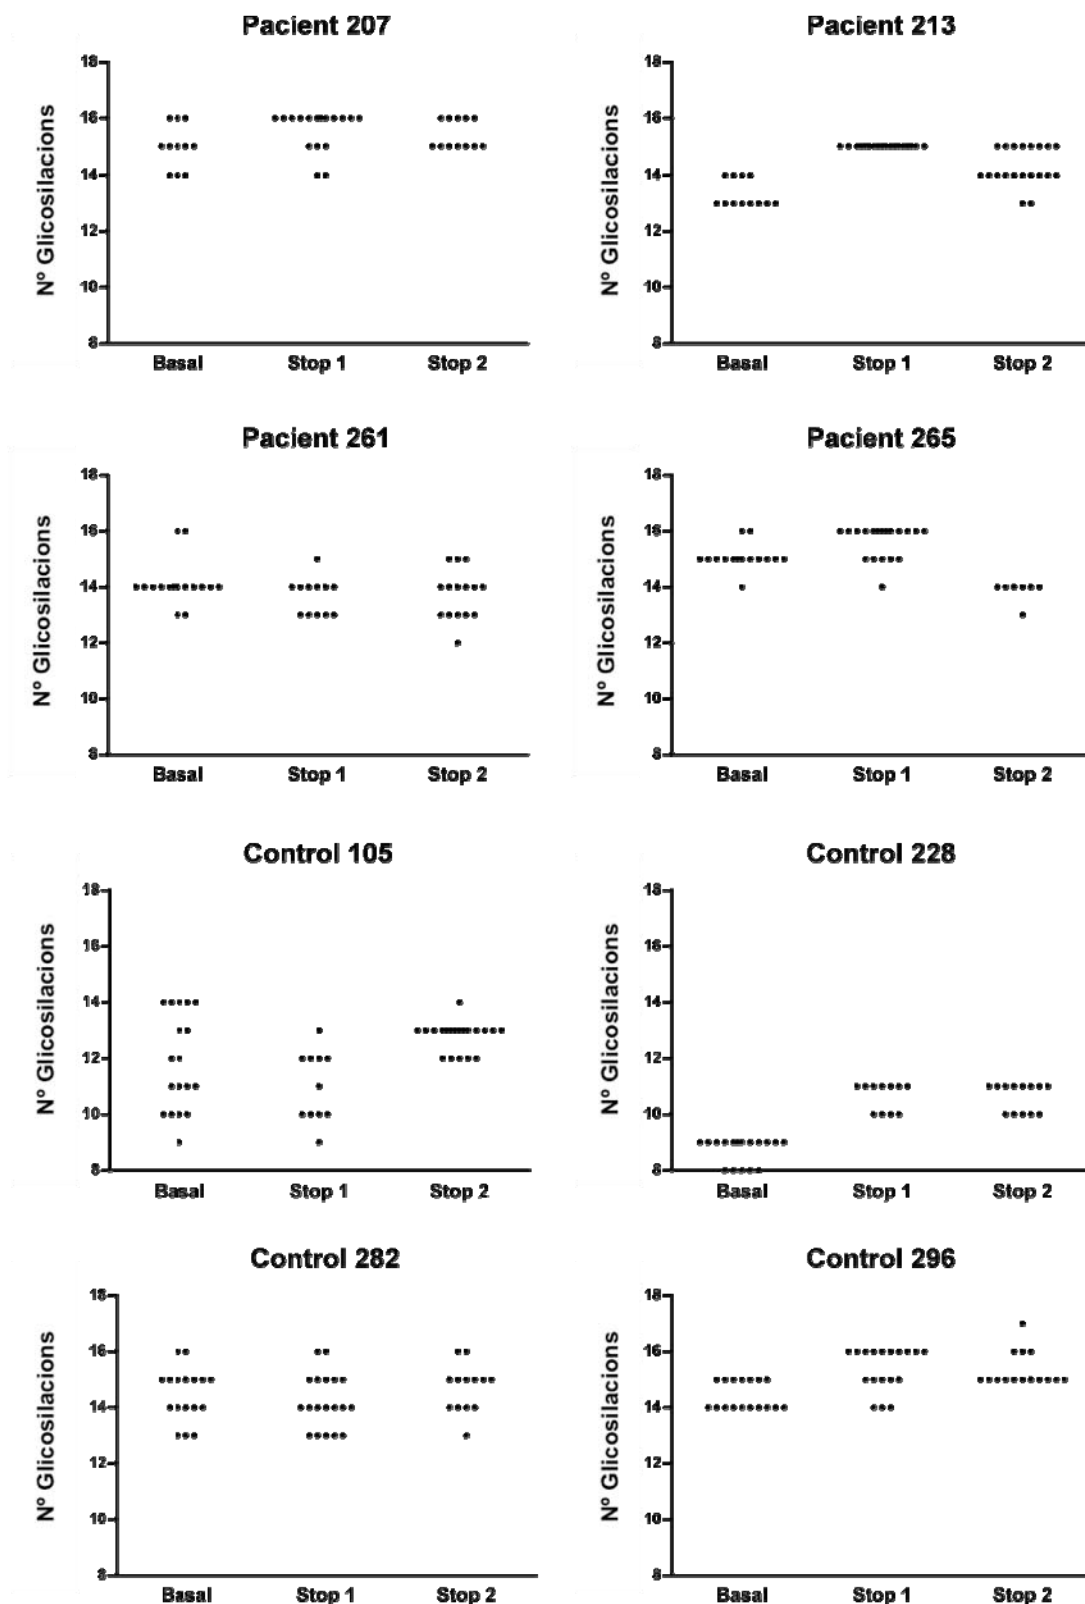 Pacient 207
Nº Glicosilacions
18
16
14
12
10
8
Basal Stop 1 Stop 2
Pacient 213
Nº Glicosilacions
18
16
14
12
10
8
Basal Stop 1 Stop 2
Pacient 261
Nº Glicosilacions
18
16
14
12
10
8
Basal Stop 1 Stop 2
Pacient 265
Nº Glicosilacions
18
16
14
12
10
8
Basal Stop 1 Stop 2
Control 105
Nº Glicosilacions
18
16
14
12
10
8
Basal Stop 1 Stop 2
Control 228
Nº Glicosilacions
18
16
14
12
10
8
Basal Stop 1 Stop 2
Control 282
Nº Glicosilacions
18
16
14
12
10
8
Basal Stop 1 Stop 2
Control 296
Nº Glicosilacions
18
16
14
12
10
8
Basal Stop 1 Stop 2